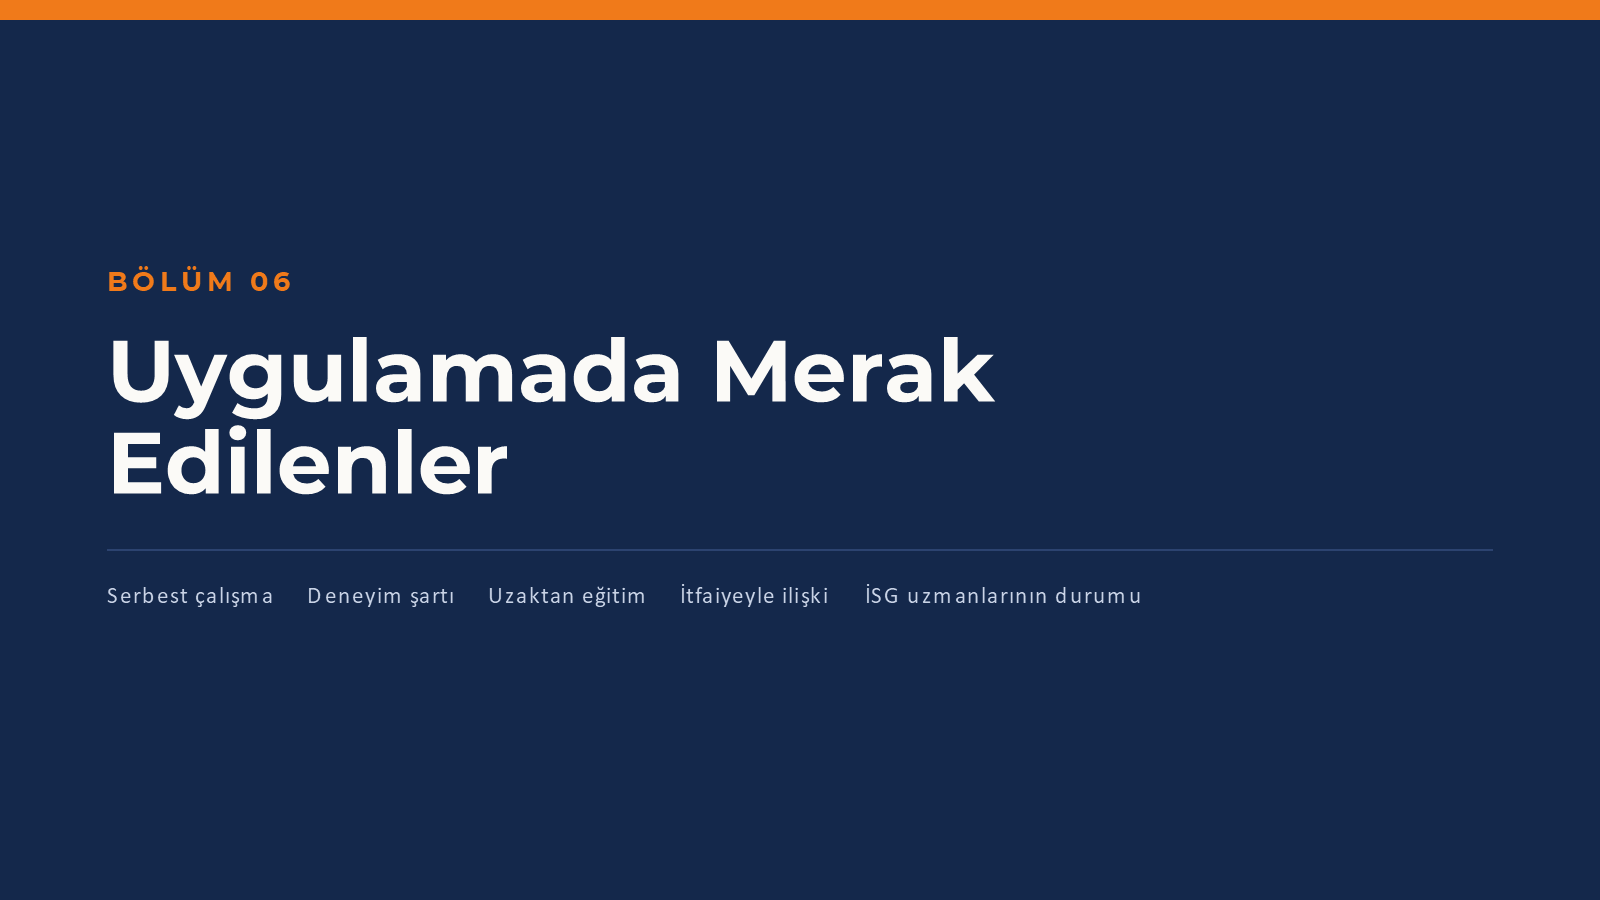 BÖLÜM 06
Uygulamada Merak
Edilenler
Serbest çalışma Deneyim şartı Uzaktan eğitim İtfaiyeyle ilişki İSG uzmanlarının durumu